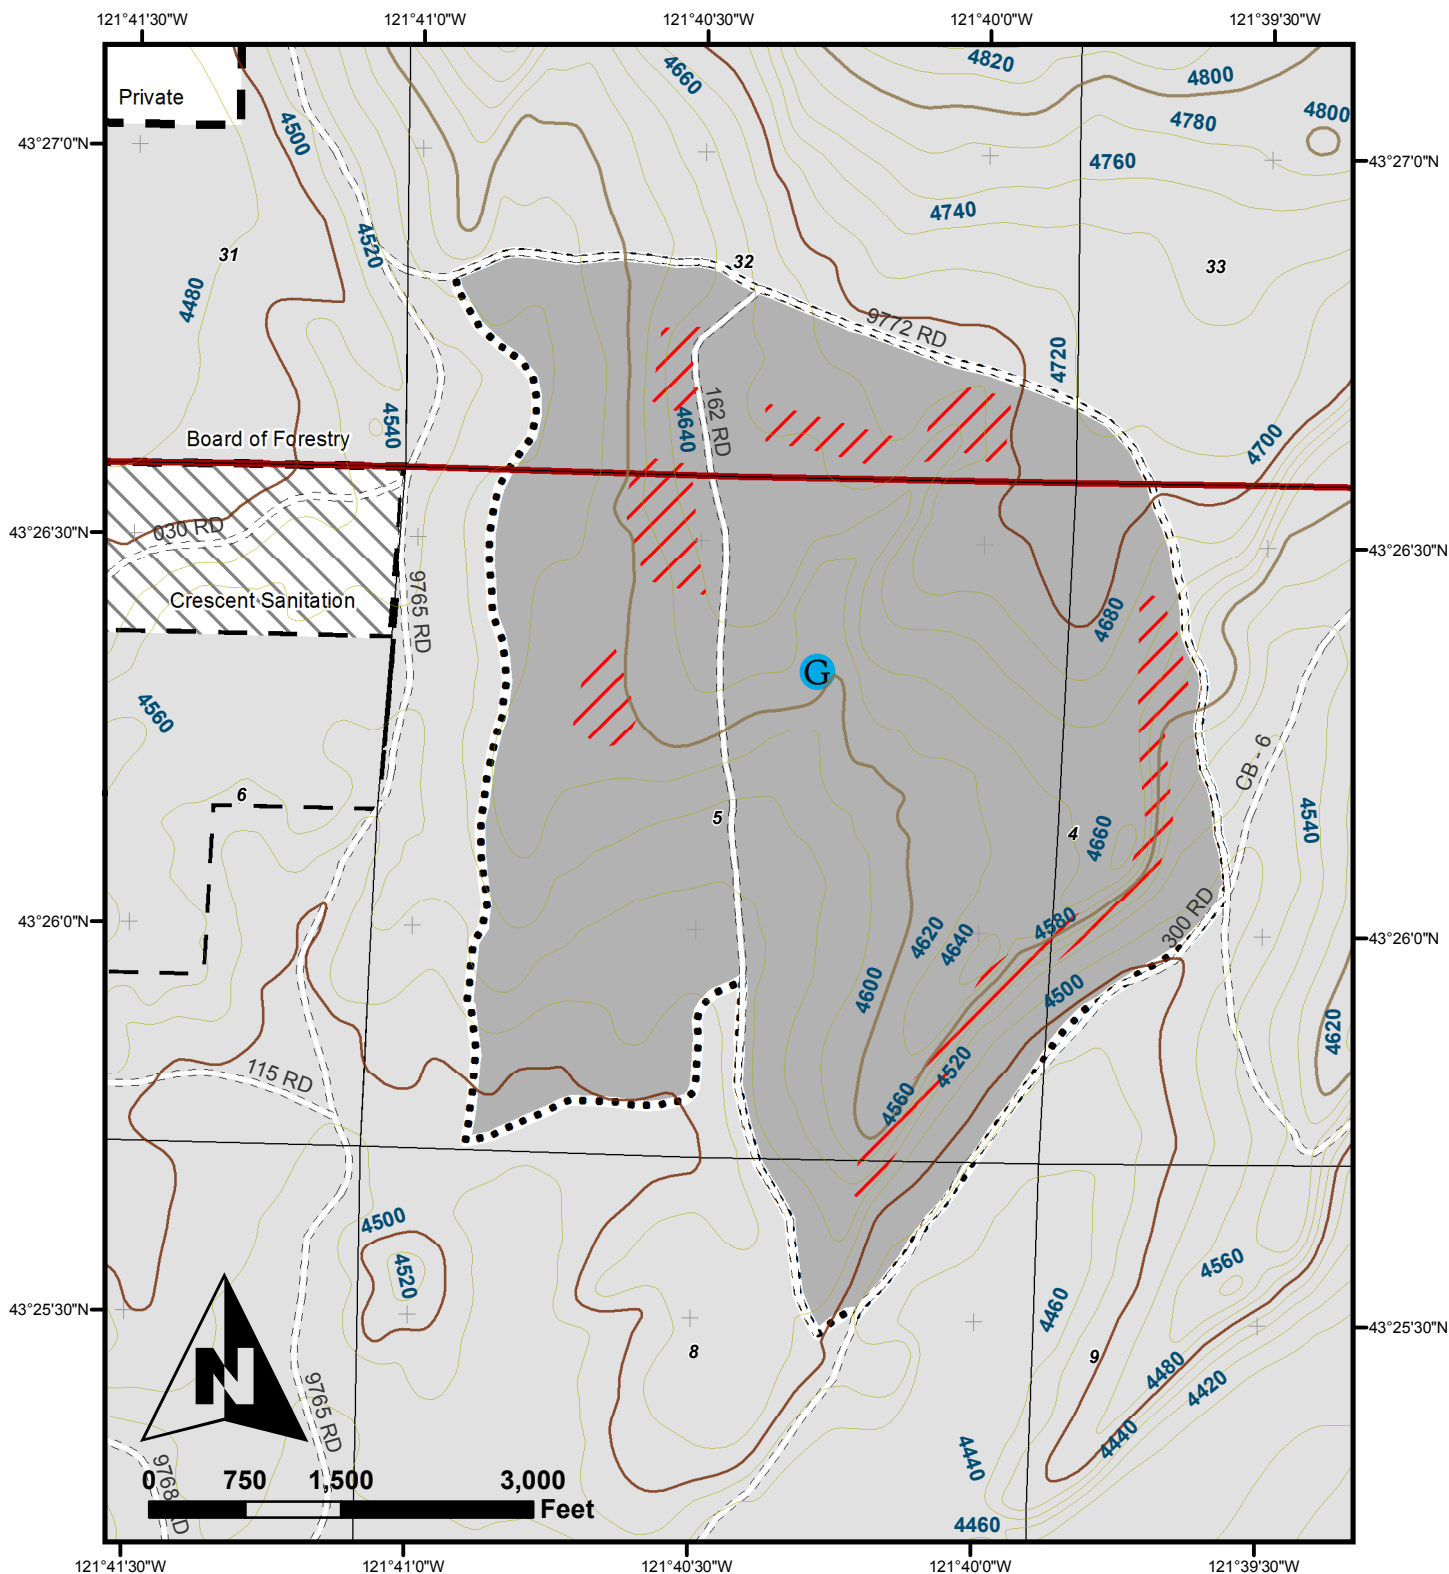 121°41'30"W
121°41'0"W
121°40'30"W
121°40'0"W
121°39'30"W
4660
4820
4800
Private
4500
4780
4800
43°27'0"N
43°27'0"N
4760
4740
4520
31
32
33
4480
9772 RD
4720
162 RD
4540
4640
Board of Forestry
4700
43°26'30"N
030 RD
43°26'30"N
Crescent Sanitation
9765 RD
4680
G
4560
CB - 6
6
5
4
4660
4540
43°26'0"N
4620
4640
4580
300 RD
43°26'0"N
4600
4500
4620
115 RD
4560
4520
4500
4520
4560
43°25'30"N
4460
43°25'30"N
8
9
4480
4420
N
9765 RD
4440
4440
9768 RD
0 750 1,500 3,000
Feet
4460
121°41'30"W
121°41'0"W
121°40'30"W
121°40'0"W
121°39'30"W